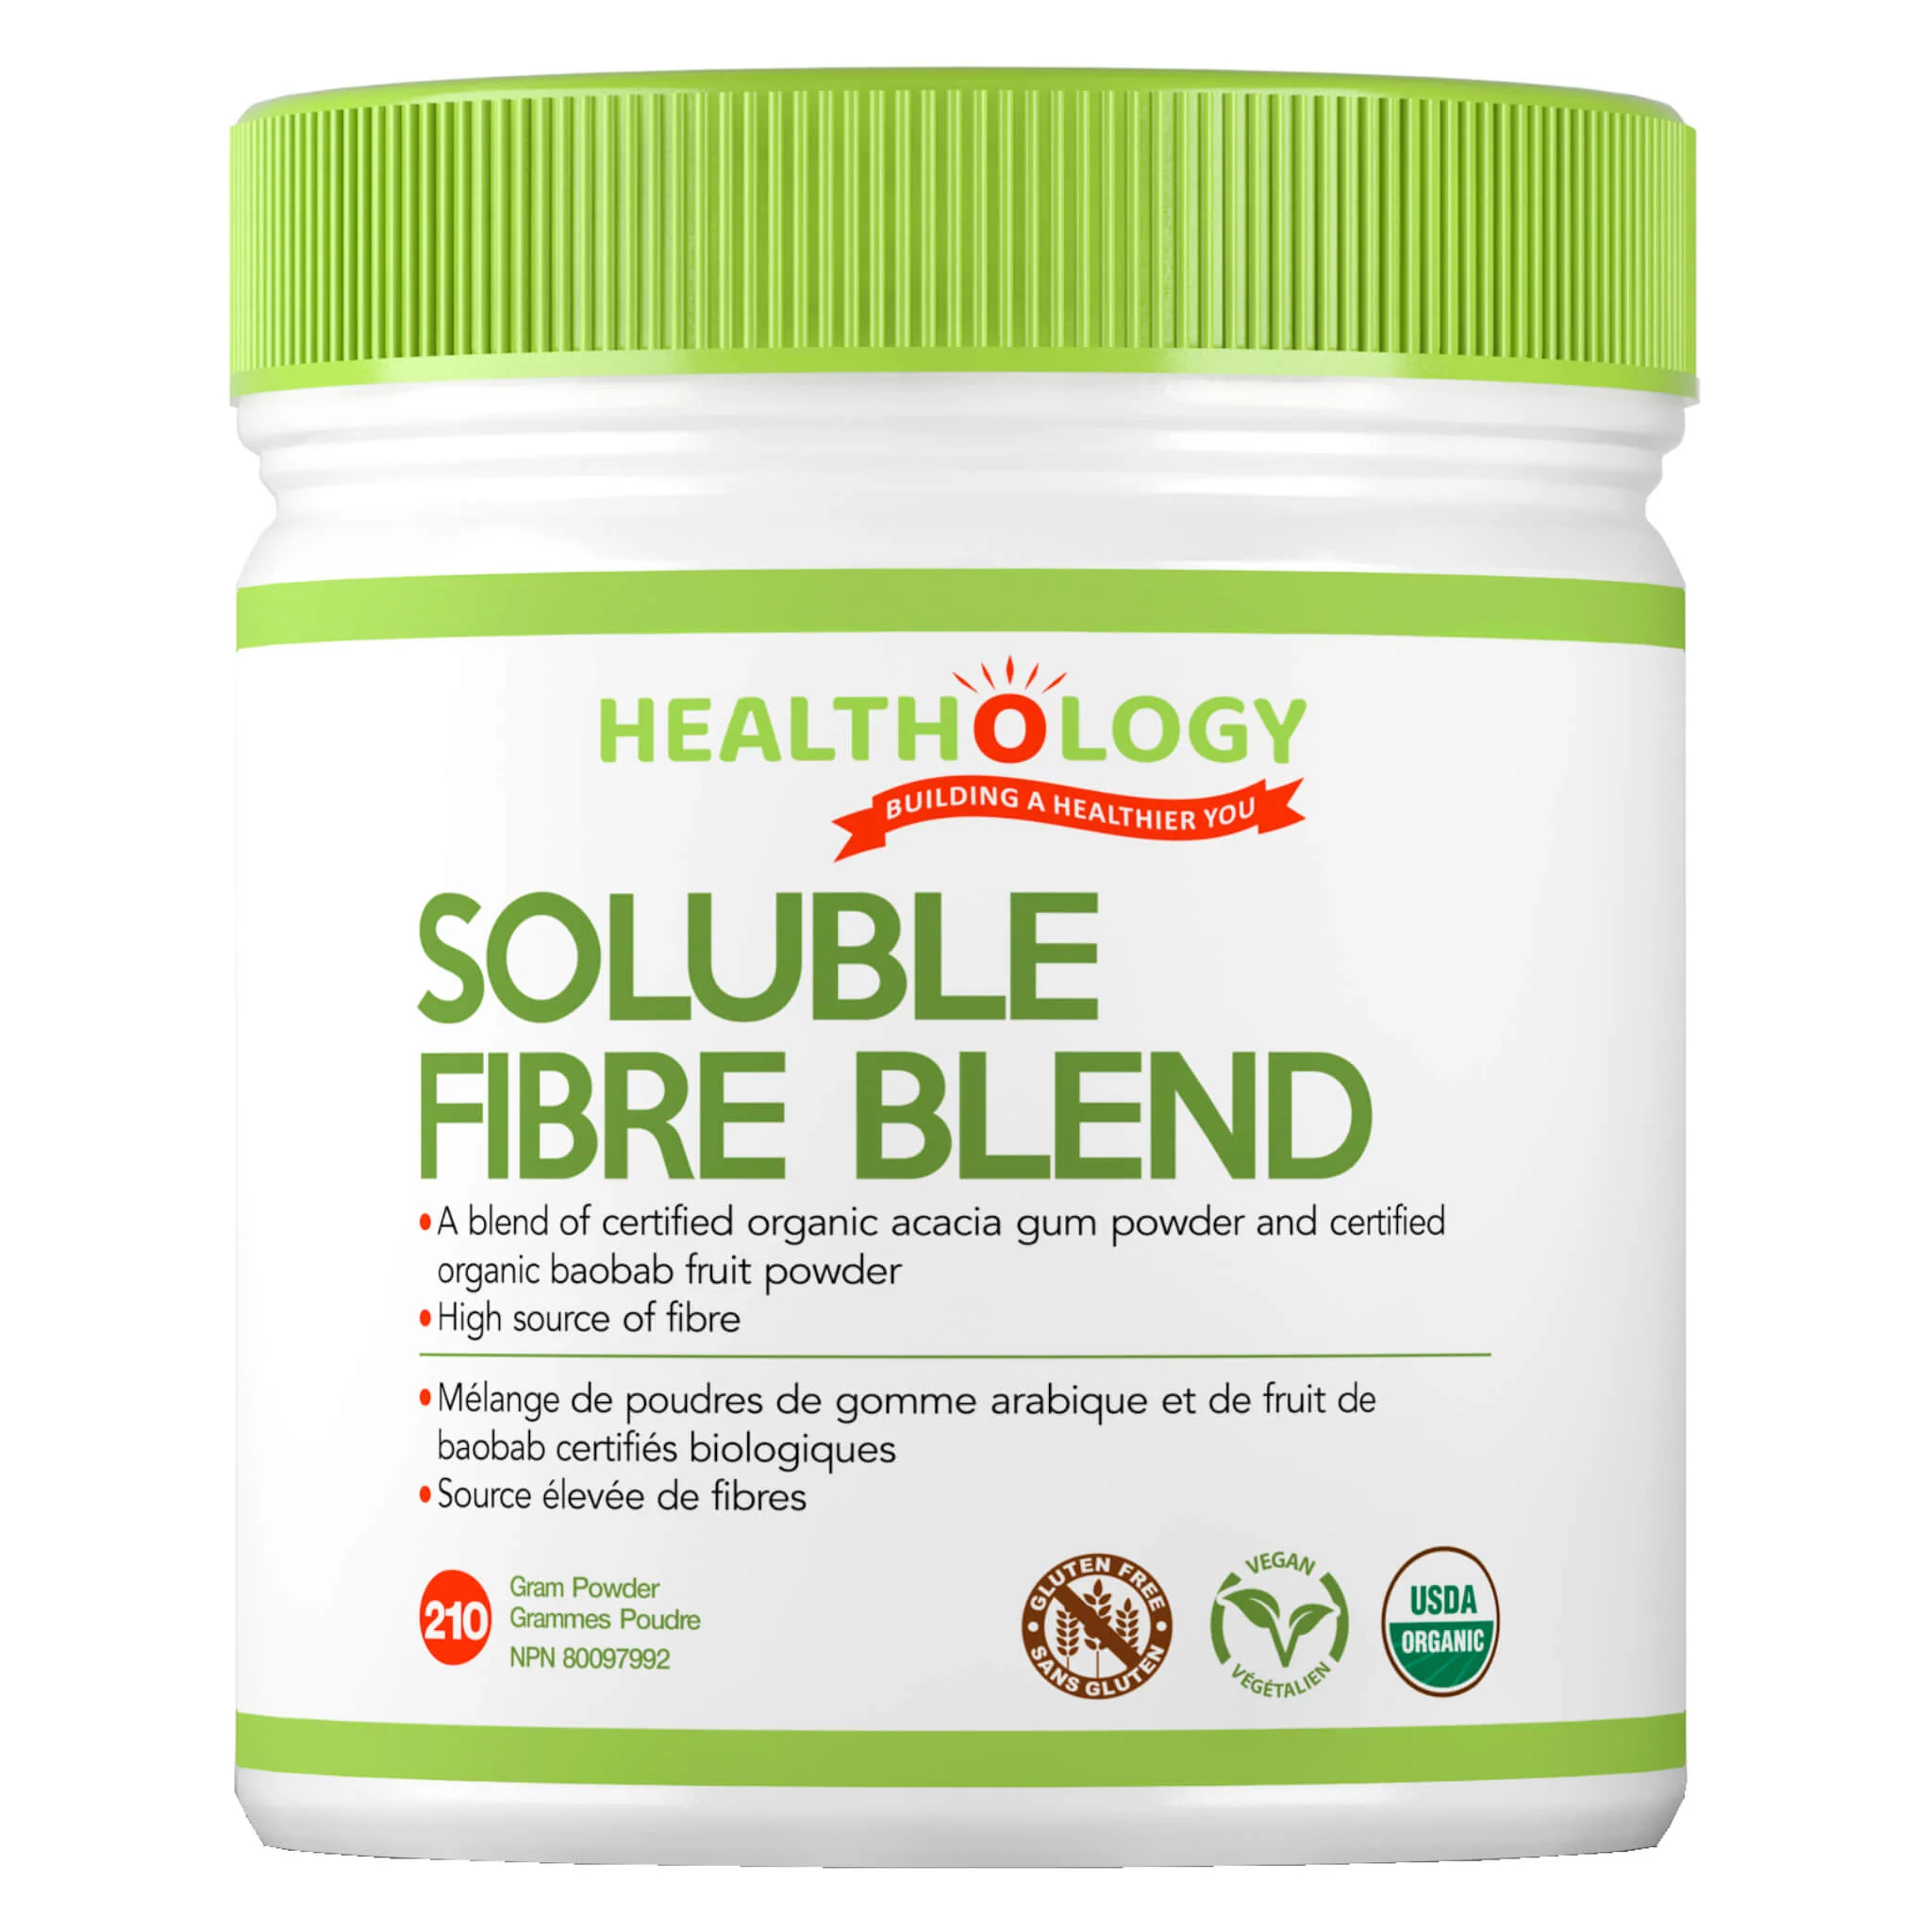 HEALTHOLOGY
BUILDING A HEALTHIER YOU
SOLUBLE
FIBRE BLEND
•A blend of certified organic acacia gum powder and certified
organic baobab fruit powder
•High source of fibre
•Mélange de poudres de gomme arabique et de fruit de
baobab certifiés biologiques
•Source élevée de fibres
210
Gram Powder
Grammes Poudre
NPN 80097992
GLUTEN FREE
SANS GLUTEN
VEGAN
VÉGÉTALIEN
USDA
ORGANIC